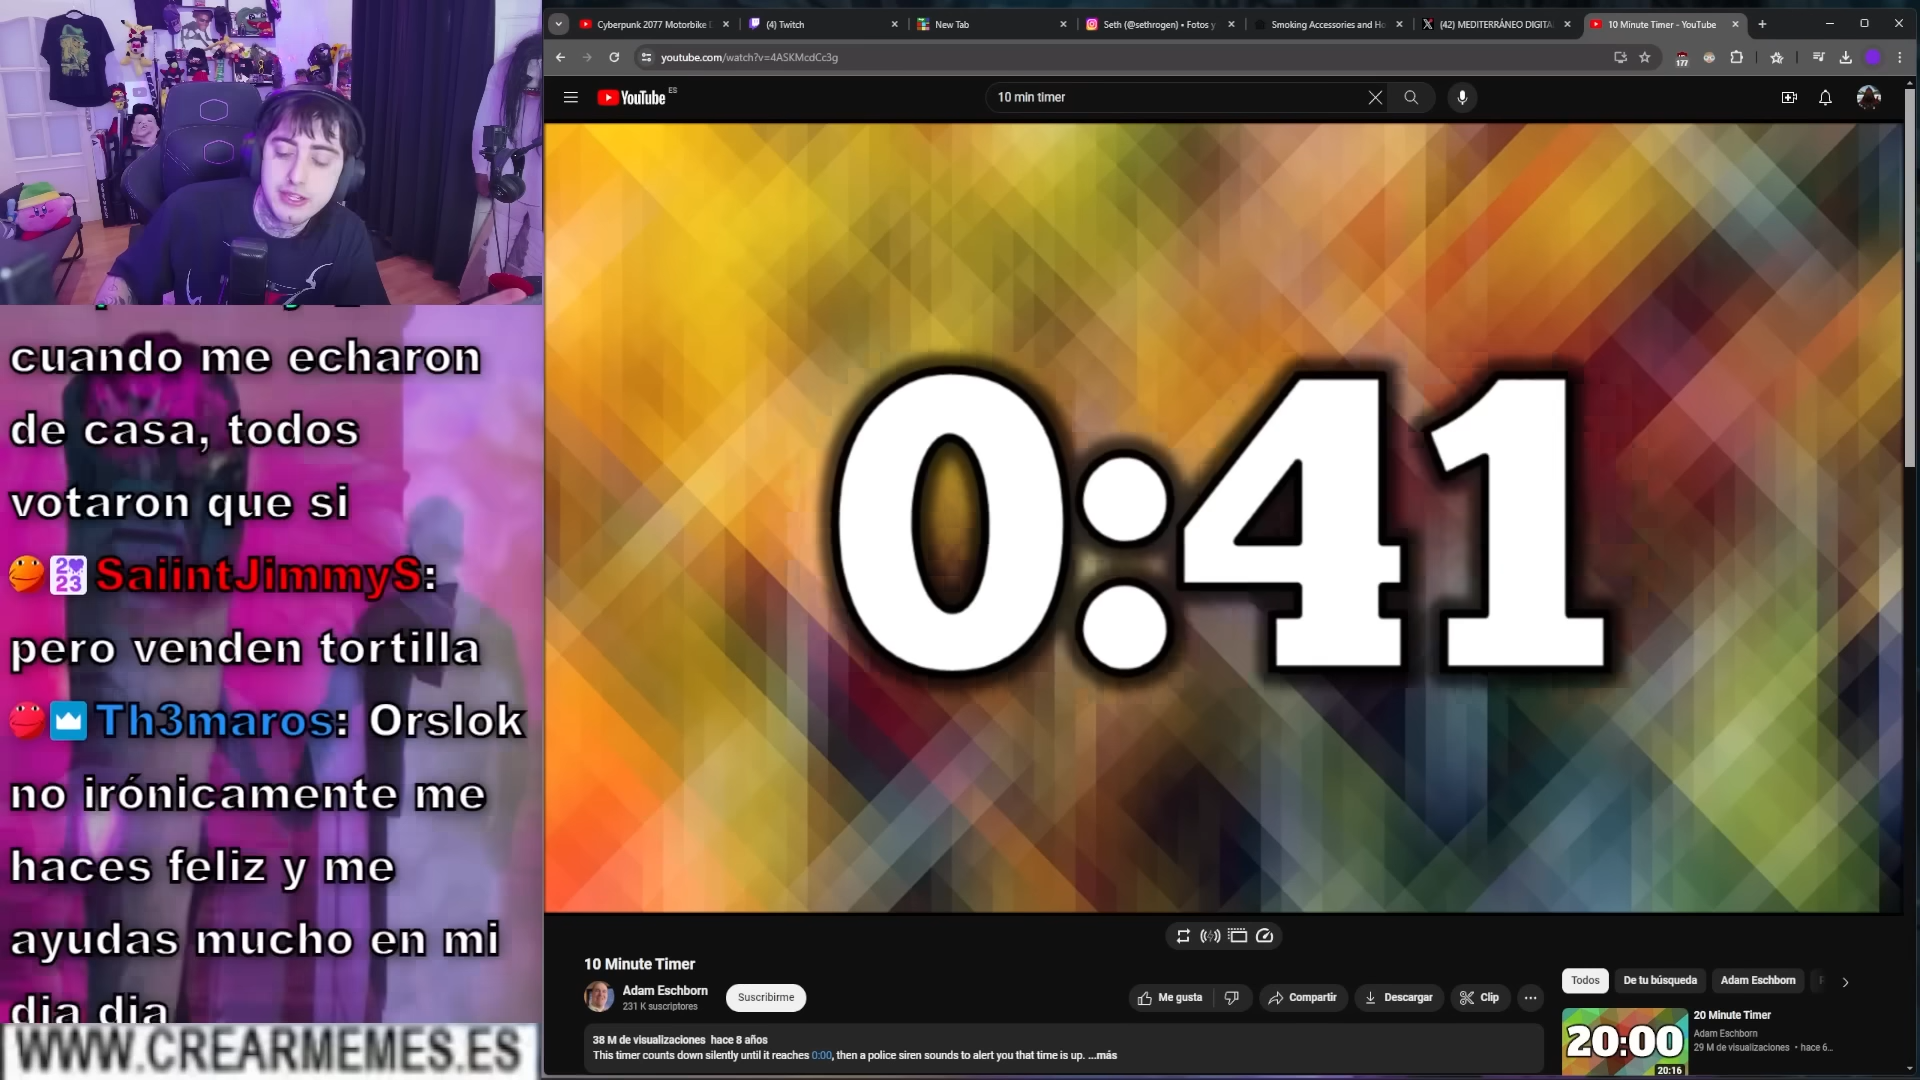 cuando me echaron
de casa, todos
votaron que si
2023 SaiintJimmyS:
pero venden tortilla
Th3maros: Orslok
no irónicamente me
haces feliz y me
ayudas mucho en mi
dia dia
WWW.CREARMEMES.ES
Cyberpunk 2077 Motorbike
(4) Twitch
New Tab
Seth (@sethrogen) • Fotos y
Smoking Accessories and Ho
(42) MEDITERRÁNEO DIGITA
10 Minute Timer - YouTube
youtube.com/watch?v=4ASKMcdCc3g
177
YouTube ES
10 min timer
0:41
10 Minute Timer
Adam Eschborn
231 K suscriptores
Suscribirme
Me gusta
Compartir
Descargar
Clip
38 M de visualizaciones hace 8 años
This timer counts down silently until it reaches 0:00, then a police siren sounds to alert you that time is up. ...más
Todos
De tu búsqueda
Adam Eschborn
20:00
20:16
20 Minute Timer
Adam Eschborn
29 M de visualizaciones • hace 6...